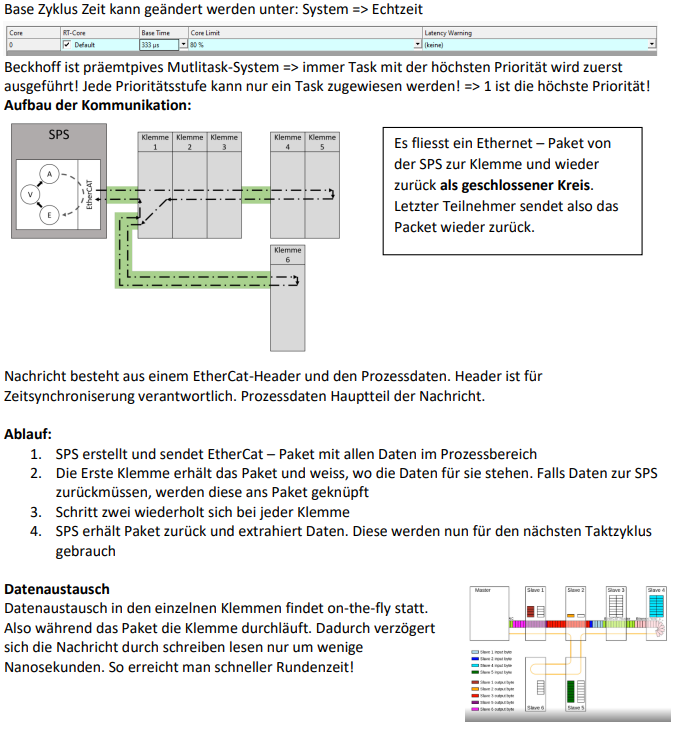 Base Zyklus Zeit kann geändert werden unter: System => Echtzeit
Core RT-Core Base Time Core Limit Latency Warning
0 Default 333 µs 80 % (keine)
Beckhoff ist präemtpives Mutlitask-System => immer Task mit der höchsten Priorität wird zuerst
ausgeführt! Jede Prioritätsstufe kann nur ein Task zugewiesen werden! => 1 ist die höchste Priorität!
Aufbau der Kommunikation:
SPS
A
V
E
EtherCAT
Klemme 1
Klemme 2
Klemme 3
Klemme 4
Klemme 5
Klemme 6
Es fliesst ein Ethernet – Paket von
der SPS zur Klemme und wieder
zurück als geschlossener Kreis.
Letzter Teilnehmer sendet also das
Packet wieder zurück.
Nachricht besteht aus einem EtherCat-Header und den Prozessdaten. Header ist für
Zeitsynchroniserung verantwortlich. Prozessdaten Hauptteil der Nachricht.
Ablauf:
1. SPS erstellt und sendet EtherCat – Paket mit allen Daten im Prozessbereich
2. Die Erste Klemme erhält das Paket und weiss, wo die Daten für sie stehen. Falls Daten zur SPS
zurückmüssen, werden diese ans Paket geknüpft
3. Schritt zwei wiederholt sich bei jeder Klemme
4. SPS erhält Paket zurück und extrahiert Daten. Diese werden nun für den nächsten Taktzyklus
gebrauch
Datenaustausch
Datenaustausch in den einzelnen Klemmen findet on-the-fly statt.
Also während das Paket die Klemme durchläuft. Dadurch verzögert
sich die Nachricht durch schreiben lesen nur um wenige
Nanosekunden. So erreicht man schneller Rundenzeit!
Master
Slave 1
Slave 2
Slave 3
Slave 4
Slave 1 input byte
Slave 2 input byte
Slave 4 input byte
Slave 5 input byte
Slave 1 output byte
Slave 2 output byte
Slave 3 output byte
Slave 5 output byte
Slave 6 output byte
Slave 6
Slave 5